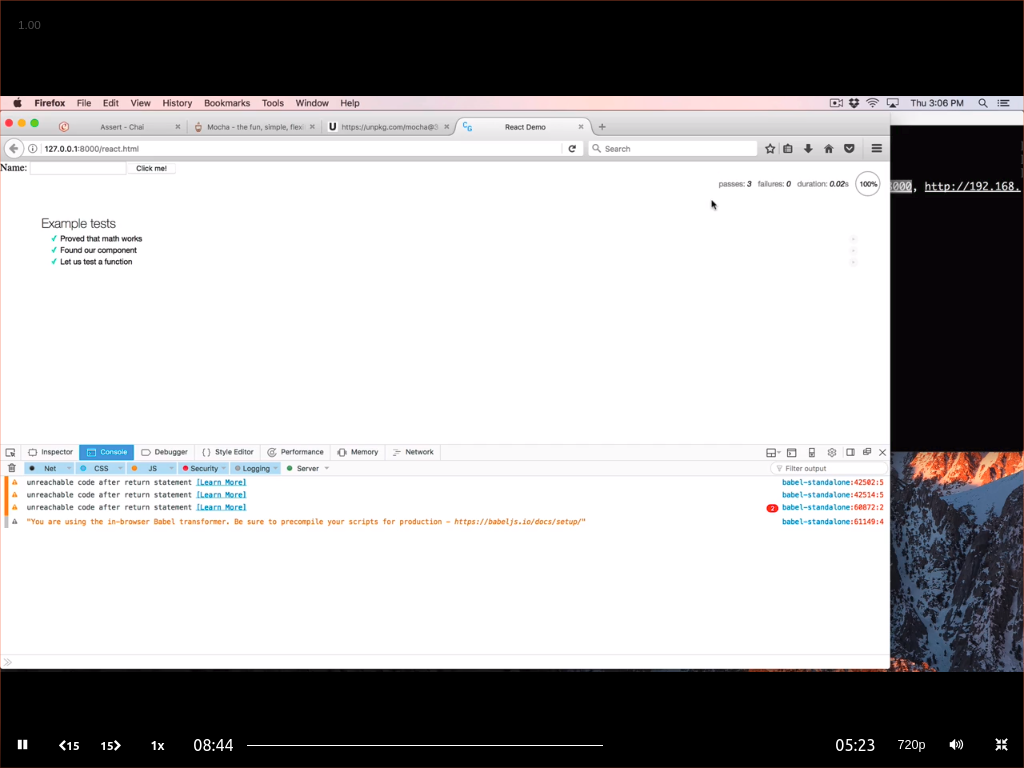 1.00
Firefox File Edit View History Bookmarks Tools Window Help Thu 3:06 PM
Assert - Chai Mocha - the fun, simple, flexi https://unpkg.com/mocha@ React Demo
127.0.0.1:8000/react.html Search
Name: Click me!
passes: 3 failures: 0 duration: 0.02s 100%
000, http://192.168.
Example tests
✓ Proved that math works
✓ Found our component
✓ Let us test a function
Inspector Console Debugger { } Style Editor Performance Memory Network
Net CSS JS Security Logging Server Filter output
unreachable code after return statement [Learn More] babel-standalone:42502:5
unreachable code after return statement [Learn More] babel-standalone:42514:5
unreachable code after return statement [Learn More] 2 babel-standalone:60872:2
"You are using the in-browser Babel transformer. Be sure to precompile your scripts for production - https://babeljs.io/docs/setup/" babel-standalone:61149:4
15 15 1x 08:44 05:23 720p